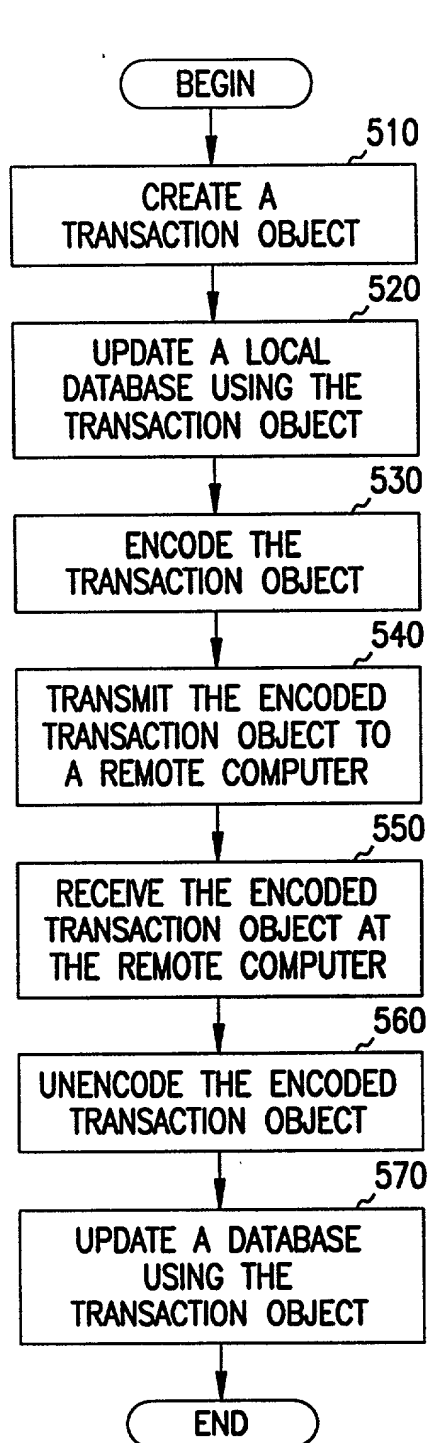 BEGIN
510
CREATE A
TRANSACTION OBJECT
520
UPDATE A LOCAL
DATABASE USING THE
TRANSACTION OBJECT
530
ENCODE THE
TRANSACTION OBJECT
540
TRANSMIT THE ENCODED
TRANSACTION OBJECT TO
A REMOTE COMPUTER
550
RECEIVE THE ENCODED
TRANSACTION OBJECT AT
THE REMOTE COMPUTER
560
UNENCODE THE ENCODED
TRANSACTION OBJECT
570
UPDATE A DATABASE
USING THE
TRANSACTION OBJECT
END